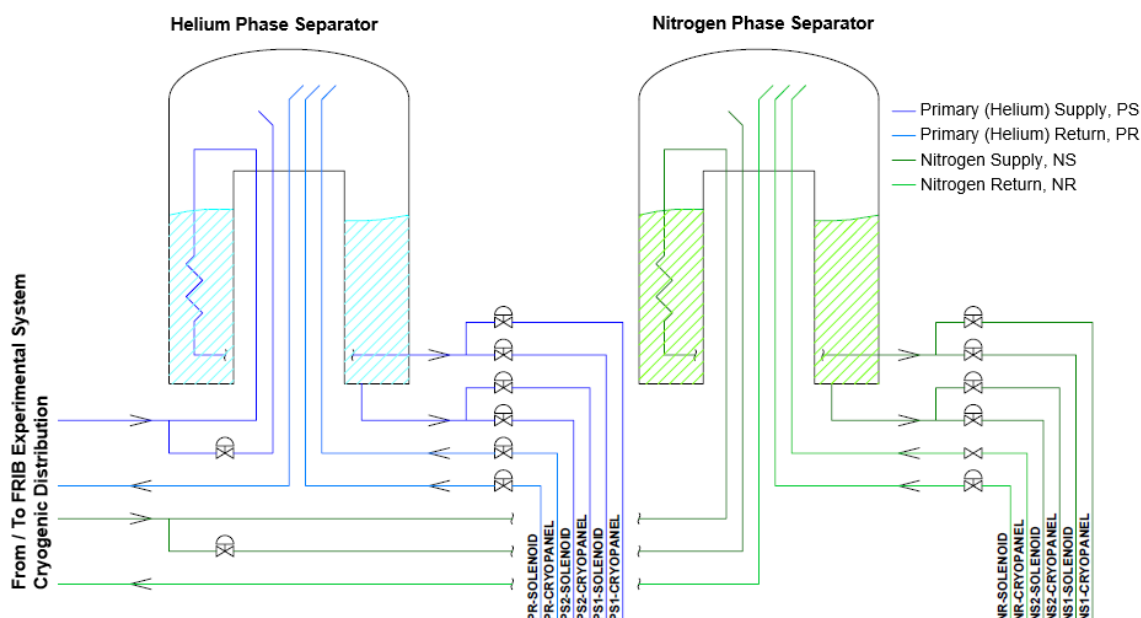 Helium Phase Separator
Nitrogen Phase Separator
Primary (Helium) Supply, PS
Primary (Helium) Return, PR
Nitrogen Supply, NS
Nitrogen Return, NR
From / To FRIB Experimental System
Cryogenic Distribution
PR-SOLENOID
PR-CRYOPANEL
PS2-SOLENOID
PS2-CRYOPANEL
PS1-SOLENOID
PS1-CRYOPANEL
NR-SOLENOID
NR-CRYOPANEL
NS2-SOLENOID
NS2-CRYOPANEL
NS1-SOLENOID
NS1-CRYOPANEL